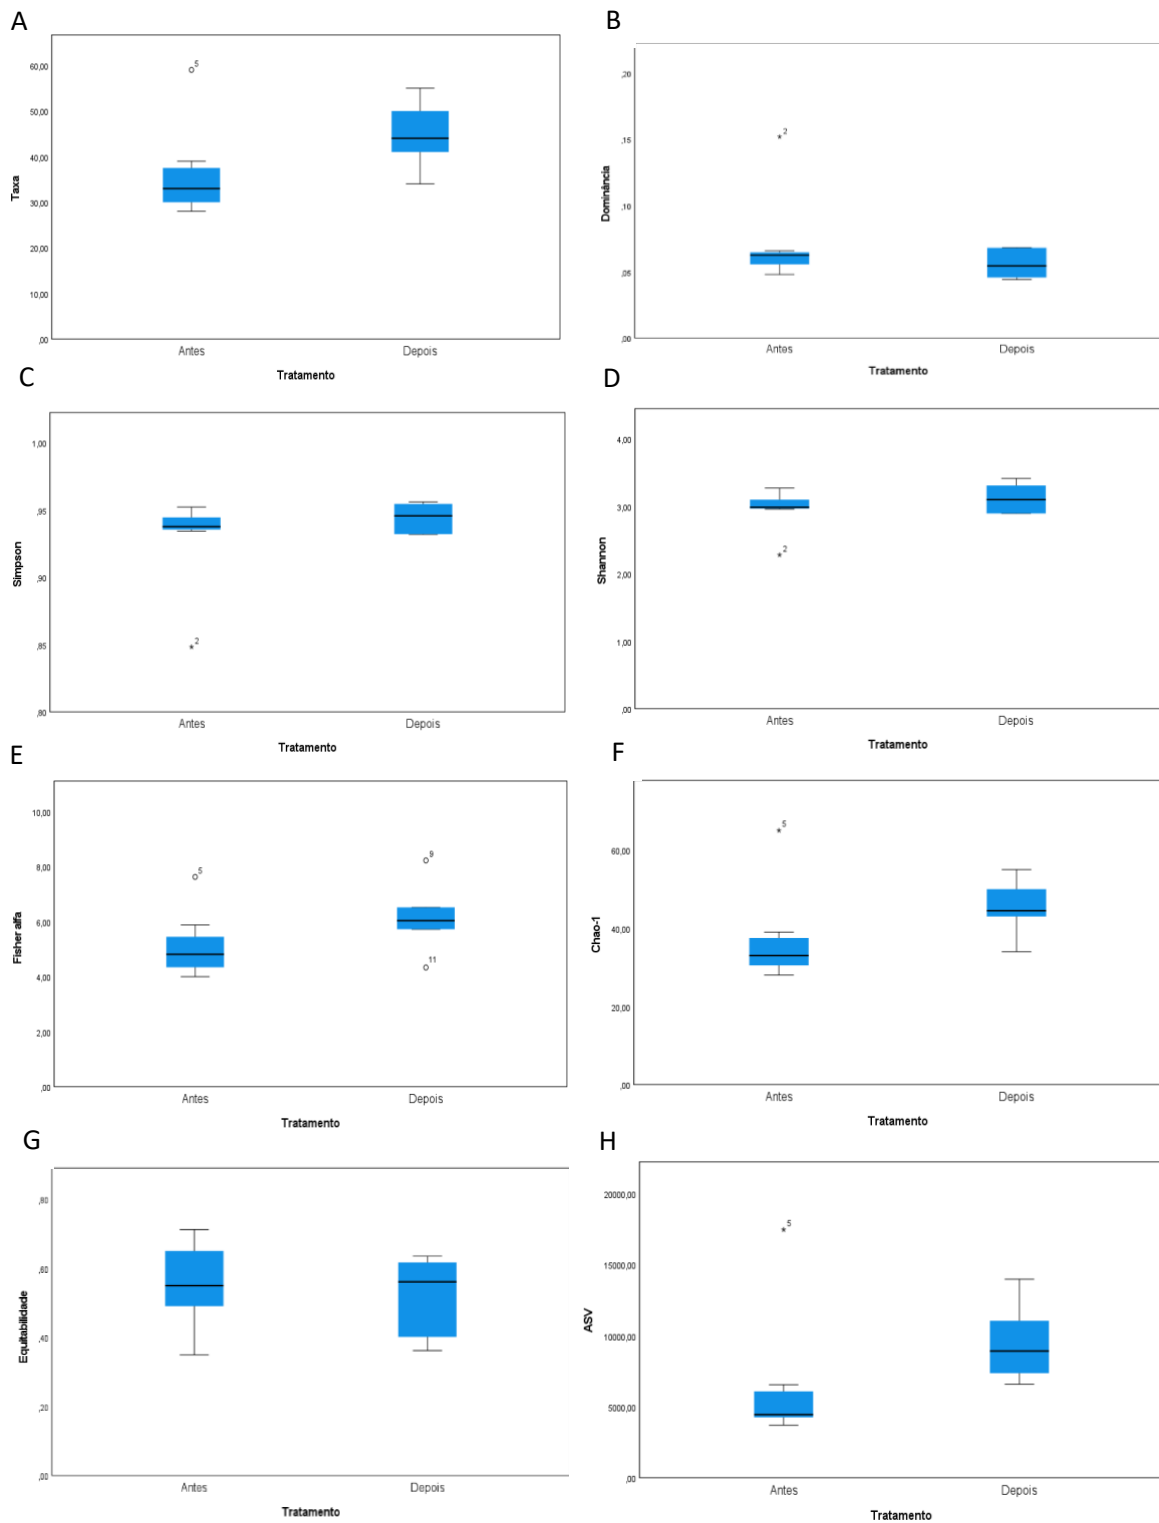 A
Taxa
60,00
50,00
40,00
30,00
20,00
10,00
,00
5
Antes
Depois
Tratamento
B
Dominância
,20
,15
,10
,05
,00
2
Antes
Depois
Tratamento
C
Simpson
1,00
,95
,90
,85
,80
2
Antes
Depois
Tratamento
D
Shannon
4,00
3,00
2,00
1,00
,00
2
Antes
Depois
Tratamento
E
Fisher alfa
10,00
8,00
6,00
4,00
2,00
,00
5
9
11
Antes
Depois
Tratamento
F
Chao-1
60,00
40,00
20,00
,00
5
Antes
Depois
Tratamento
G
Equitabilidade
,80
,60
,40
,20
,00
Antes
Depois
Tratamento
H
ASV
20000,00
15000,00
10000,00
5000,00
,00
5
Antes
Depois
Tratamento